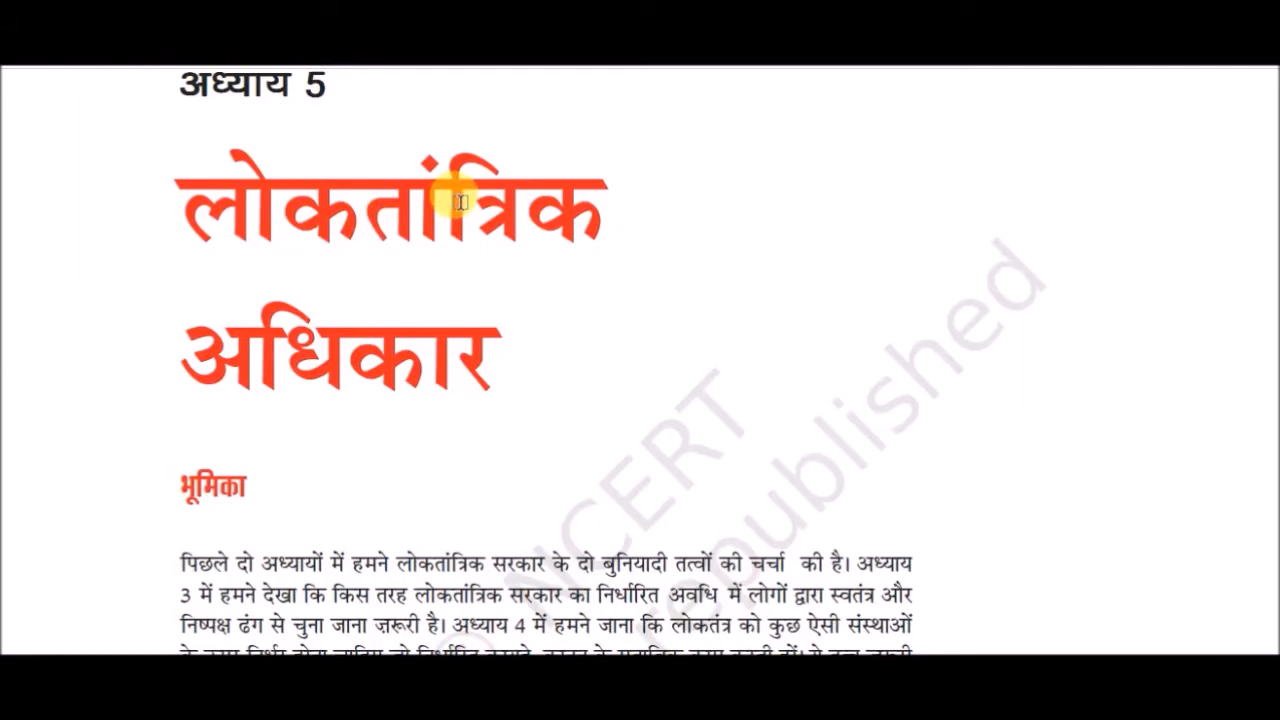 अध्याय 5
लोकतांत्रिक
अधिकार
भूमिका
पिछले दो अध्यायों में हमने लोकतांत्रिक सरकार के दो बुनियादी तत्वों की चर्चा की है। अध्याय
3 में हमने देखा कि किस तरह लोकतांत्रिक सरकार का निर्धारित अवधि में लोगों द्वारा स्वतंत्र और
निष्पक्ष ढंग से चुना जाना ज़रूरी है। अध्याय 4 में हमने जाना कि लोकतंत्र को कुछ ऐसी संस्थाओं
© NCERT
republished